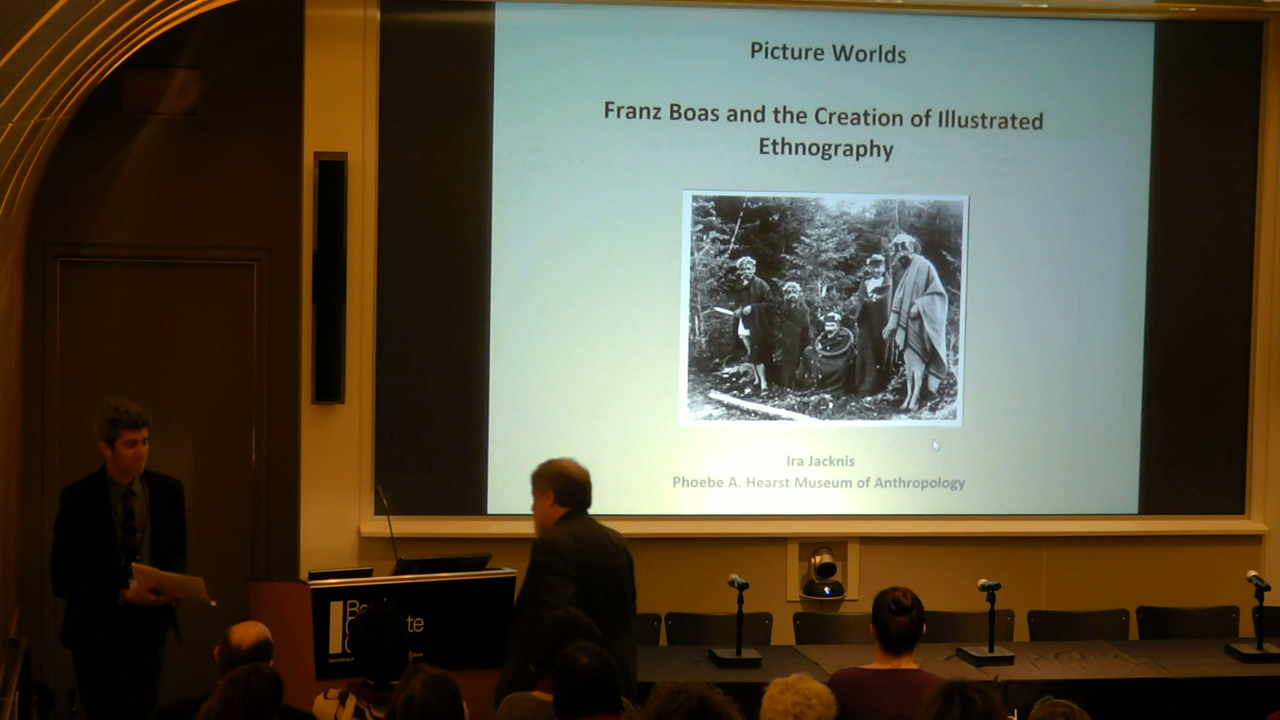 Picture Worlds
Franz Boas and the Creation of Illustrated
Ethnography
Ira Jacknis
Phoebe A. Hearst Museum of Anthropology